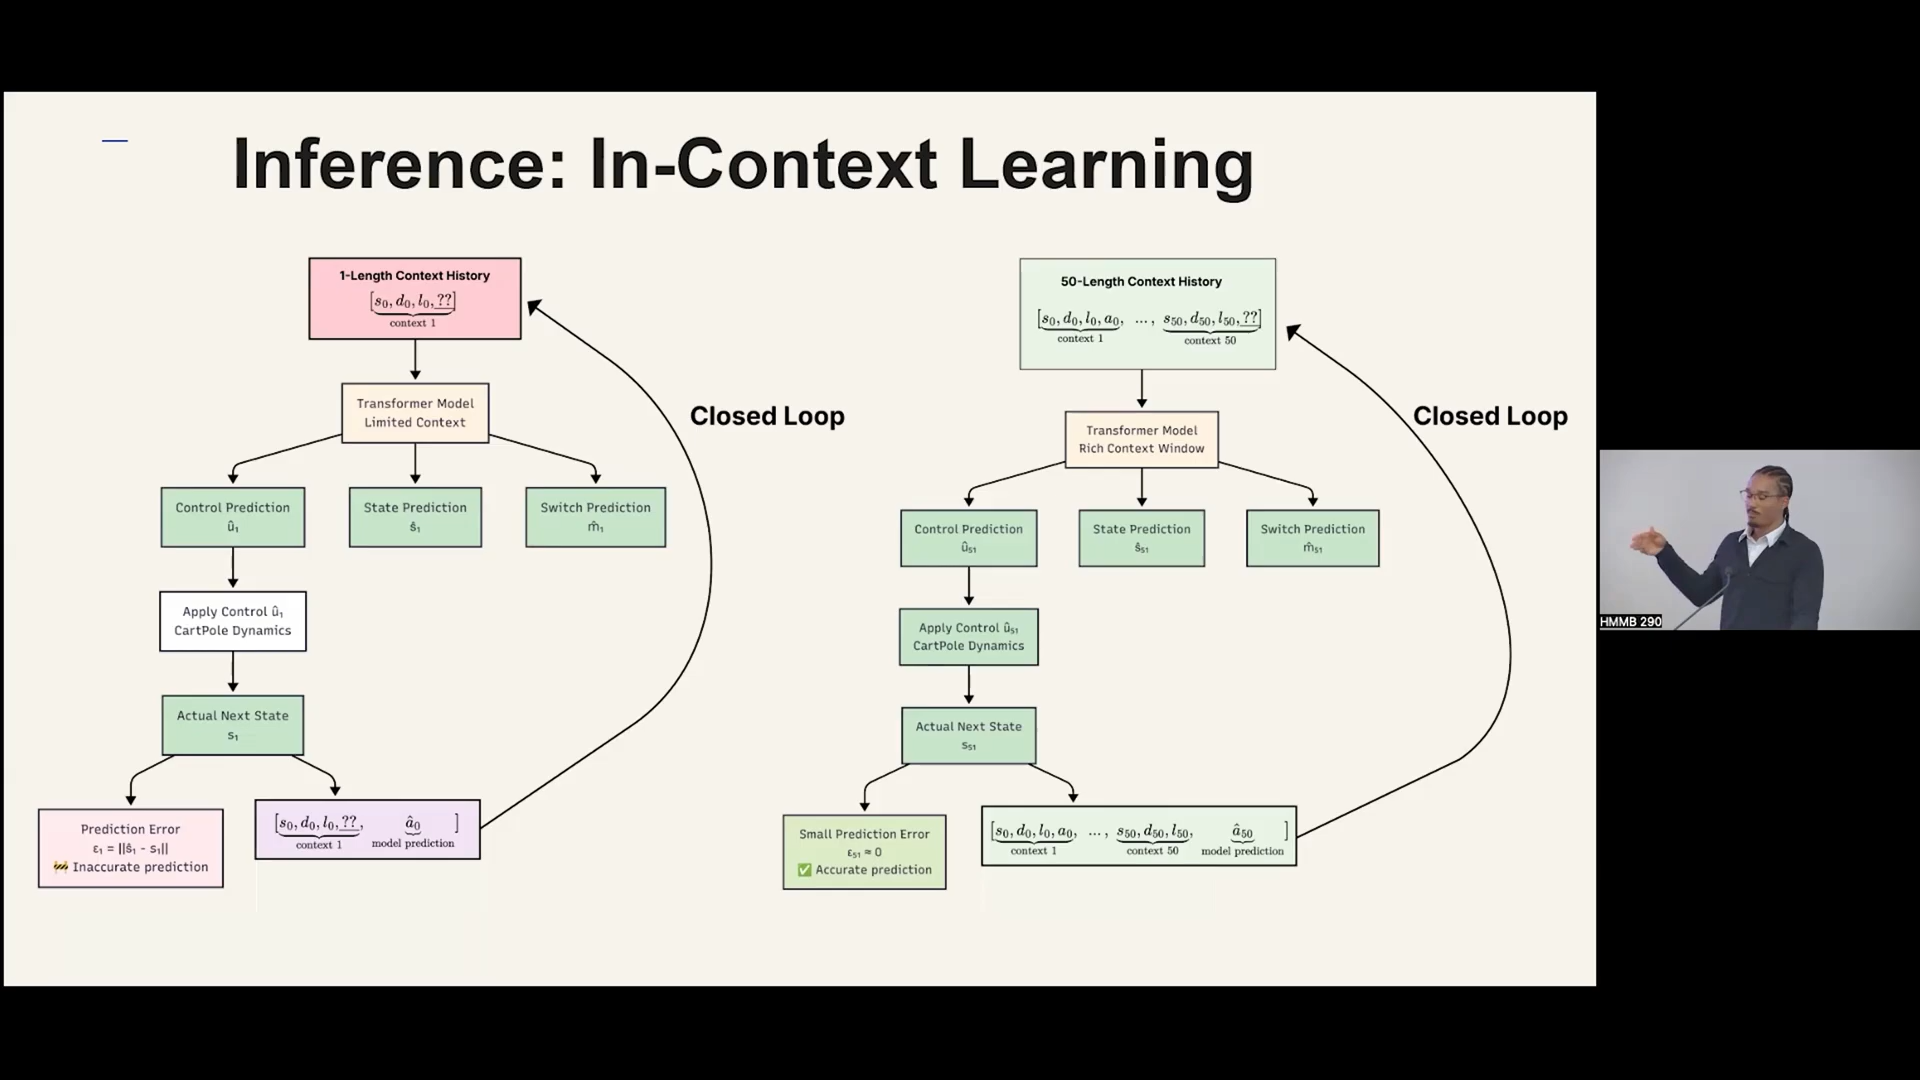 Inference: In-Context Learning
1-Length Context History
[s₀, d₀, l₀, ??]
context 1
Transformer Model
Limited Context
Closed Loop
Control Prediction
û₁
State Prediction
ŝ₁
Switch Prediction
m̂₁
Apply Control û₁
CartPole Dynamics
Actual Next State
s₁
Prediction Error
ε₁ = ||ŝ₁ - s₁||
🚧 Inaccurate prediction
[s₀, d₀, l₀, ??, â₀ ]
context 1 model prediction
50-Length Context History
[s₀, d₀, l₀, a₀, ..., s₅₀, d₅₀, l₅₀, ??]
context 1 context 50
Transformer Model
Rich Context Window
Closed Loop
Control Prediction
û₅₁
State Prediction
ŝ₅₁
Switch Prediction
m̂₅₁
Apply Control û₅₁
CartPole Dynamics
Actual Next State
s₅₁
Small Prediction Error
ε₅₁ ≈ 0
✅ Accurate prediction
[s₀, d₀, l₀, a₀, ..., s₅₀, d₅₀, l₅₀, â₅₀ ]
context 1 context 50 model prediction
HMMB 290